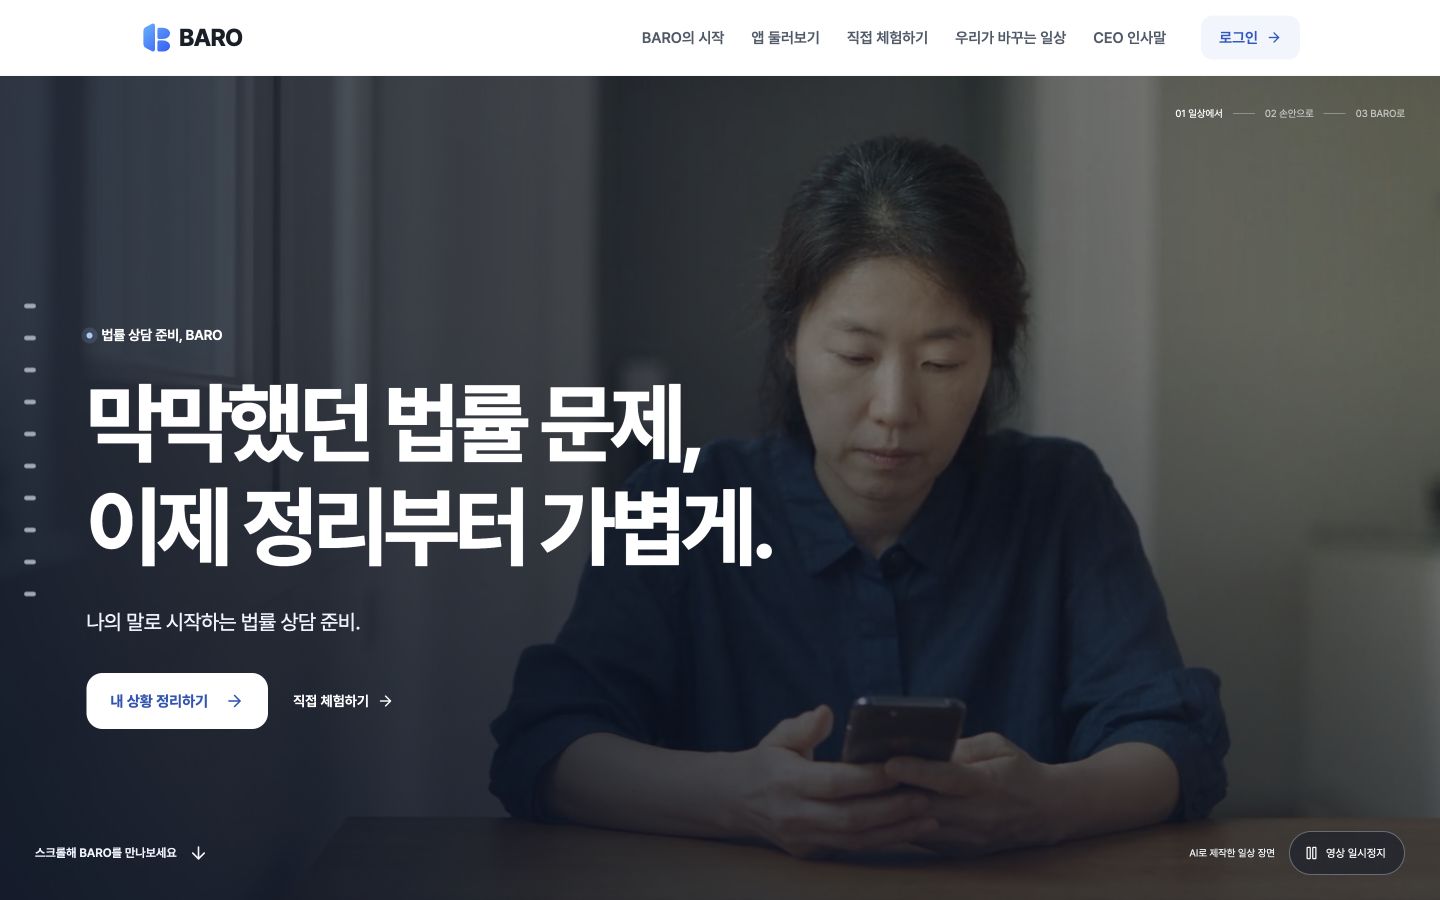 BARO
BARO의 시작
앱 둘러보기
직접 체험하기
우리가 바꾸는 일상
CEO 인사말
로그인
01 일상에서
02 손안으로
03 BARO로
법률 상담 준비, BARO
막막했던 법률 문제,
이제 정리부터 가볍게.
나의 말로 시작하는 법률 상담 준비.
내 상황 정리하기
직접 체험하기
스크롤해 BARO를 만나보세요
AI로 제작한 일상 장면
영상 일시정지